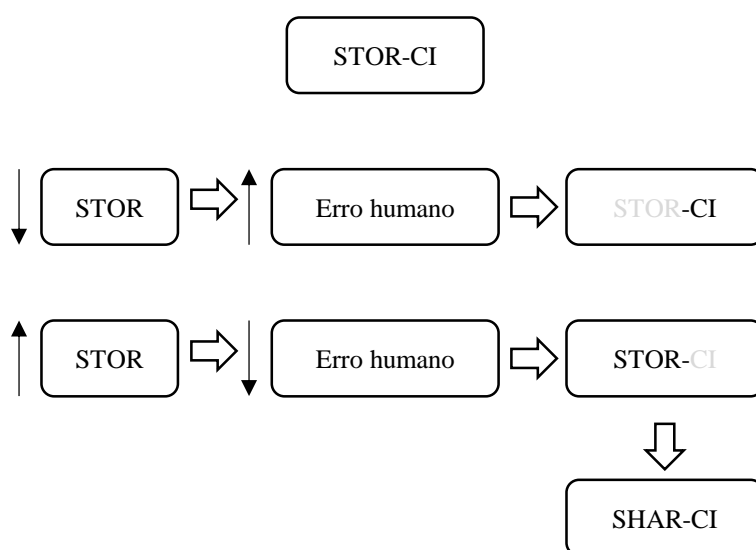 STOR-CI
STOR
Erro humano
STOR-CI
STOR
Erro humano
STOR-CI
SHAR-CI